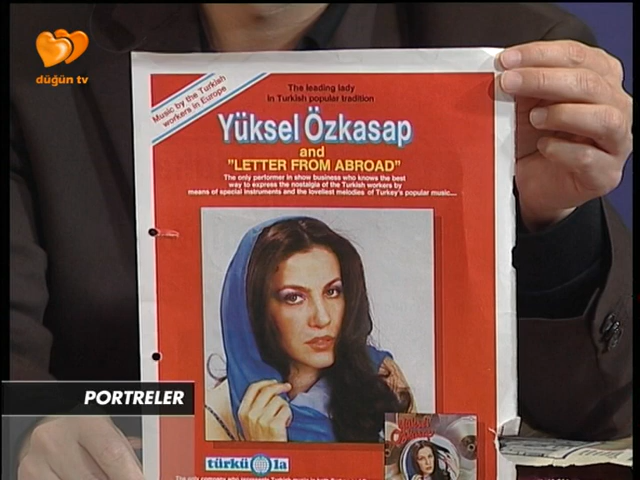 düğün tv
Music by the Turkish
workers in Europe
The leading lady
in Turkish popular tradition
Yüksel Özkasap
and
"LETTER FROM ABROAD"
The only performer in show business who knows the best
way to express the nostalgia of the Turkish workers by
means of special instruments and the loveliest melodies of Turkey's popular music....
PORTRELER
türküola